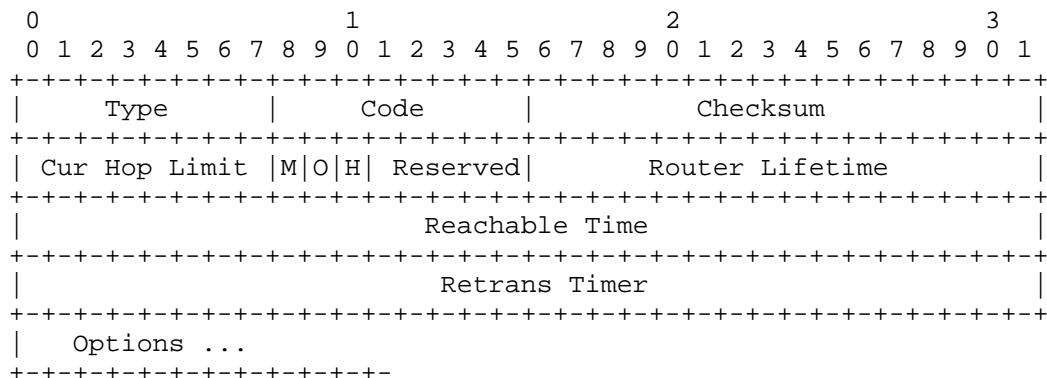 0                   1                   2                   3
 0 1 2 3 4 5 6 7 8 9 0 1 2 3 4 5 6 7 8 9 0 1 2 3 4 5 6 7 8 9 0 1
+-+-+-+-+-+-+-+-+-+-+-+-+-+-+-+-+-+-+-+-+-+-+-+-+-+-+-+-+-+-+-+-+
|     Type      |     Code      |          Checksum             |
+-+-+-+-+-+-+-+-+-+-+-+-+-+-+-+-+-+-+-+-+-+-+-+-+-+-+-+-+-+-+-+-+
| Cur Hop Limit |M|O|H| Reserved|       Router Lifetime         |
+-+-+-+-+-+-+-+-+-+-+-+-+-+-+-+-+-+-+-+-+-+-+-+-+-+-+-+-+-+-+-+-+
|                         Reachable Time                        |
+-+-+-+-+-+-+-+-+-+-+-+-+-+-+-+-+-+-+-+-+-+-+-+-+-+-+-+-+-+-+-+-+
|                          Retrans Timer                        |
+-+-+-+-+-+-+-+-+-+-+-+-+-+-+-+-+-+-+-+-+-+-+-+-+-+-+-+-+-+-+-+-+
|   Options ...
+-+-+-+-+-+-+-+-+-+-+-+-